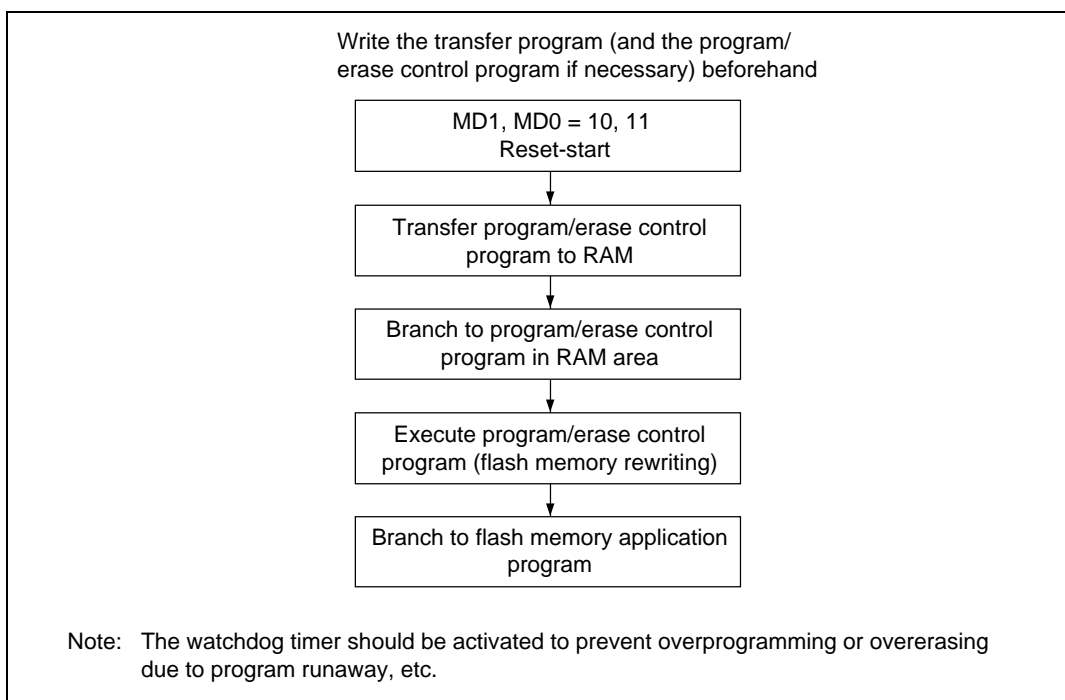 Write the transfer program (and the program/
erase control program if necessary) beforehand
MD1, MD0 = 10, 11
Reset-start
Transfer program/erase control
program to RAM
Branch to program/erase control
program in RAM area
Execute program/erase control
program (flash memory rewriting)
Branch to flash memory application
program
Note: The watchdog timer should be activated to prevent overprogramming or overerasing
due to program runaway, etc.